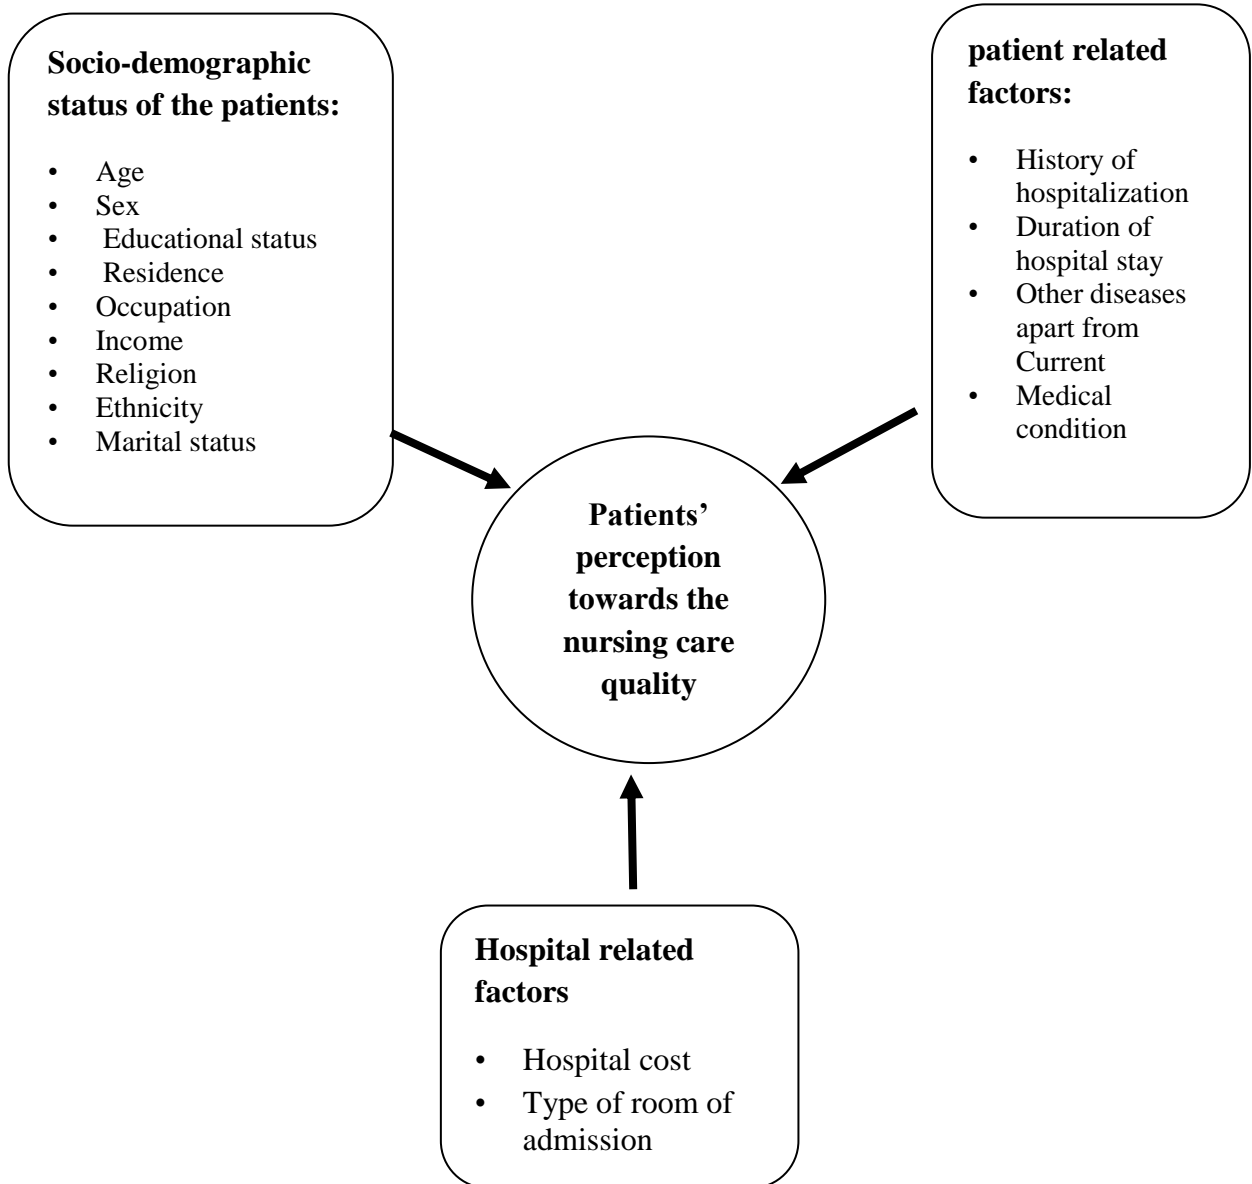 Socio-demographic
status of the patients:
• Age
• Sex
• Educational status
• Residence
• Occupation
• Income
• Religion
• Ethnicity
• Marital status
patient related
factors:
• History of
hospitalization
• Duration of
hospital stay
• Other diseases
apart from
Current
• Medical
condition
Patients’
perception
towards the
nursing care
quality
Hospital related
factors
• Hospital cost
• Type of room of
admission